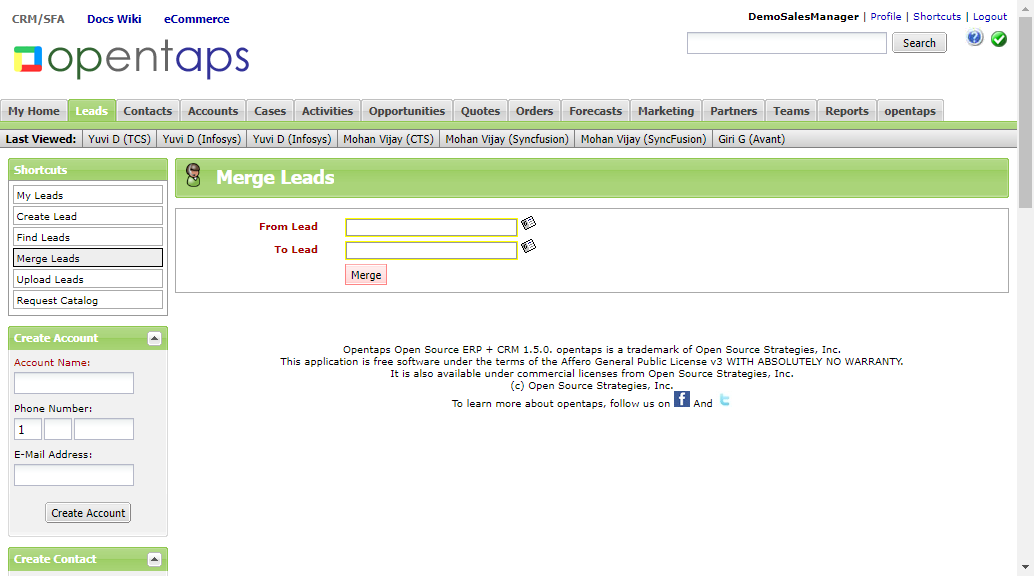 CRM/SFA Docs Wiki eCommerce
DemoSalesManager | Profile | Shortcuts | Logout
opentaps
Search
My Home Leads Contacts Accounts Cases Activities Opportunities Quotes Orders Forecasts Marketing Partners Teams Reports opentaps
Last Viewed: Yuvi D (TCS) Yuvi D (Infosys) Yuvi D (Infosys) Mohan Vijay (CTS) Mohan Vijay (Syncfusion) Mohan Vijay (SyncFusion) Giri G (Avant)
Shortcuts
My Leads
Create Lead
Find Leads
Merge Leads
Upload Leads
Request Catalog
Create Account
Account Name:
Phone Number:
1
E-Mail Address:
Create Account
Create Contact
Merge Leads
From Lead
To Lead
Merge
Opentaps Open Source ERP + CRM 1.5.0. opentaps is a trademark of Open Source Strategies, Inc.
This application is free software under the terms of the Affero General Public License v3 WITH ABSOLUTELY NO WARRANTY.
It is also available under commercial licenses from Open Source Strategies, Inc.
(c) Open Source Strategies, Inc.
To learn more about opentaps, follow us on f And t